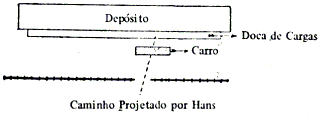 Depósito
Doca de Cargas
Carro
Caminho Projetado por Hans